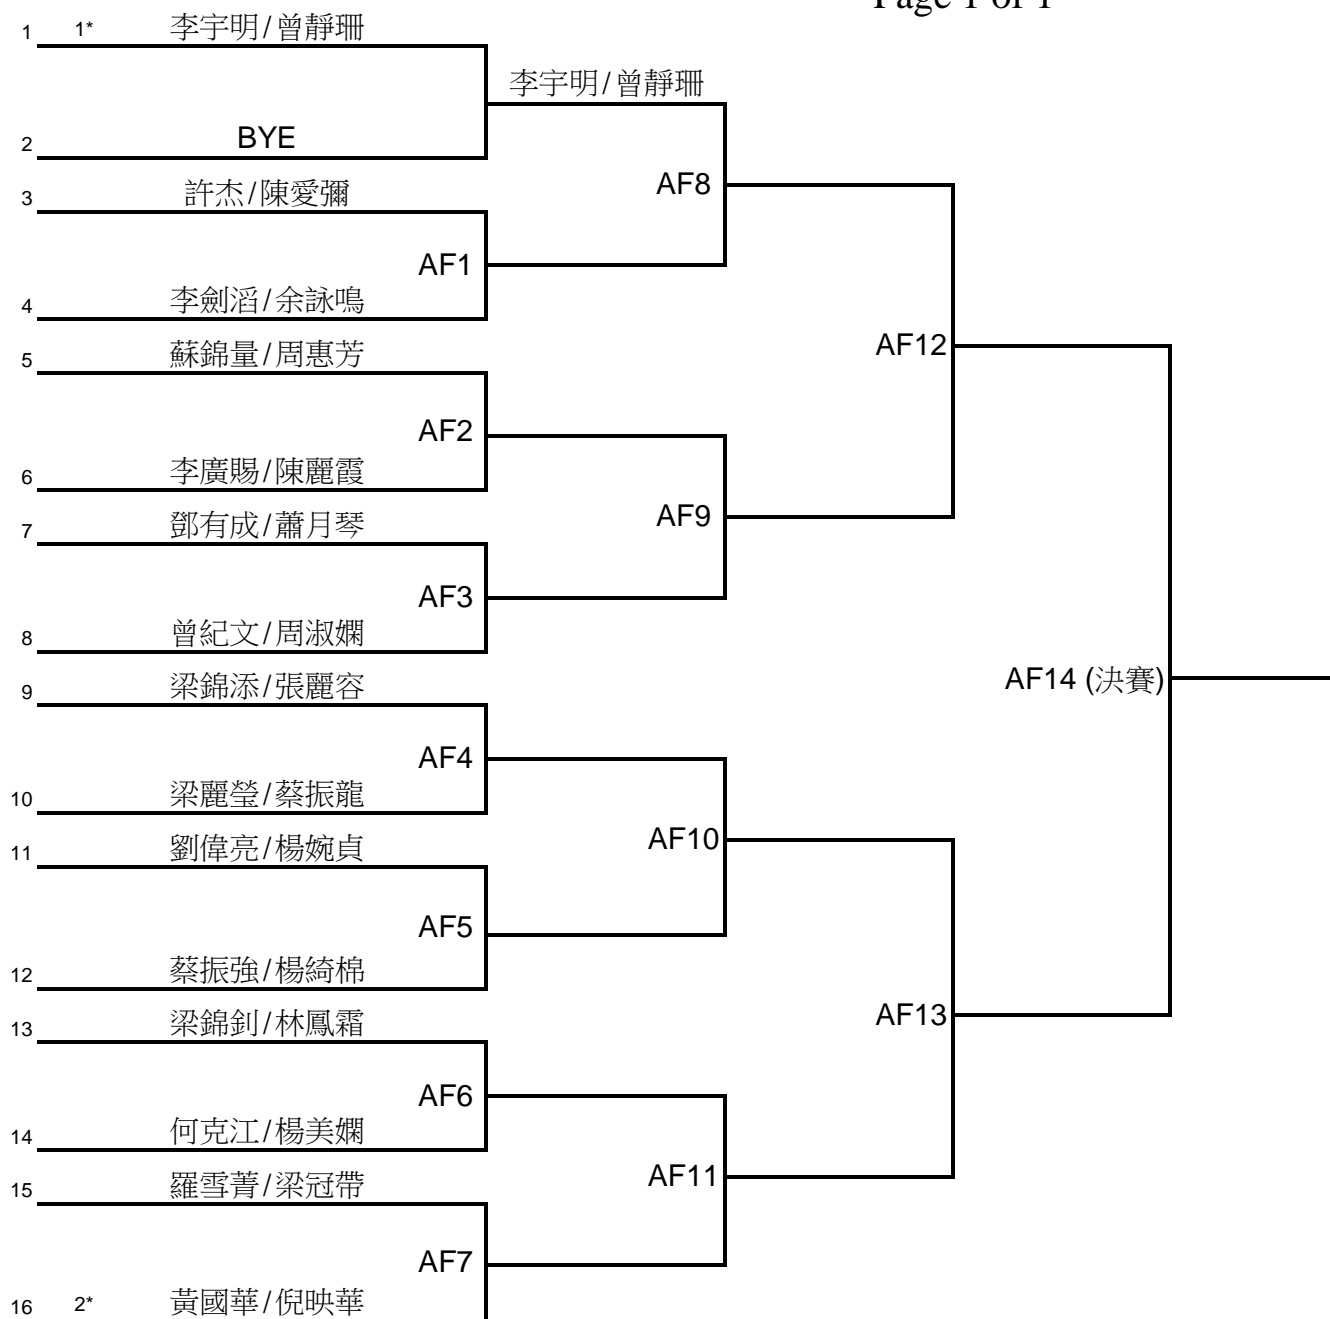 Page 1 of 1
1 1* 李宇明/曾靜珊
李宇明/曾靜珊
2 BYE
3 許杰/陳愛彌
AF8
AF1
4 李劍滔/余詠鳴
5 蘇錦量/周惠芳
AF12
AF2
6 李廣賜/陳麗霞
7 鄧有成/蕭月琴
AF9
AF3
8 曾紀文/周淑嫻
9 梁錦添/張麗容
AF14 (決賽)
AF4
10 梁麗瑩/蔡振龍
11 劉偉亮/楊婉貞
AF10
AF5
12 蔡振強/楊綺棉
13 梁錦釗/林鳳霜
AF13
AF6
14 何克江/楊美嫻
15 羅雪菁/梁冠帶
AF11
AF7
16 2* 黃國華/倪映華